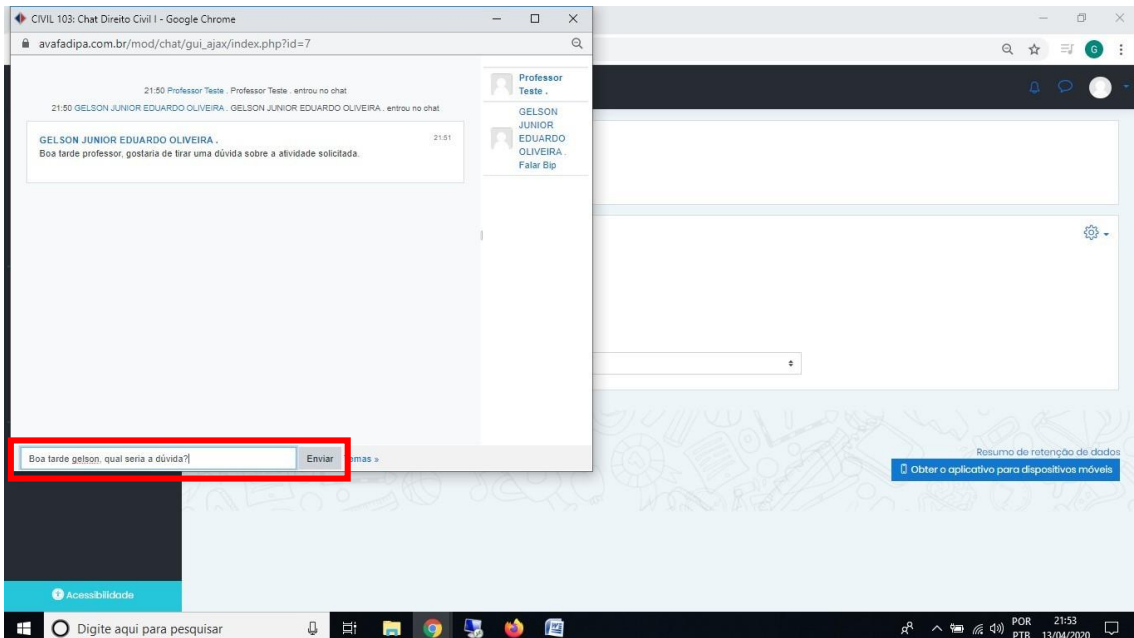 CIVIL 103: Chat Direito Civil I - Google Chrome
avafadipa.com.br/mod/chat/gui_ajax/index.php?id=7
G
21:50 Professor Teste . Professor Teste . entrou no chat
21:50 GELSON JUNIOR EDUARDO OLIVEIRA . GELSON JUNIOR EDUARDO OLIVEIRA . entrou no chat
GELSON JUNIOR EDUARDO OLIVEIRA .
21:51
Boa tarde professor, gostaria de tirar uma dúvida sobre a atividade solicitada.
Professor
Teste .
GELSON
JUNIOR
EDUARDO
OLIVEIRA .
Falar Bip
Boa tarde gelson, qual seria a dúvida?
Enviar
emas »
Resumo de retenção de dados
Obter o aplicativo para dispositivos móveis
Acessibilidade
Digite aqui para pesquisar
POR
PTB
21:53
13/04/2020